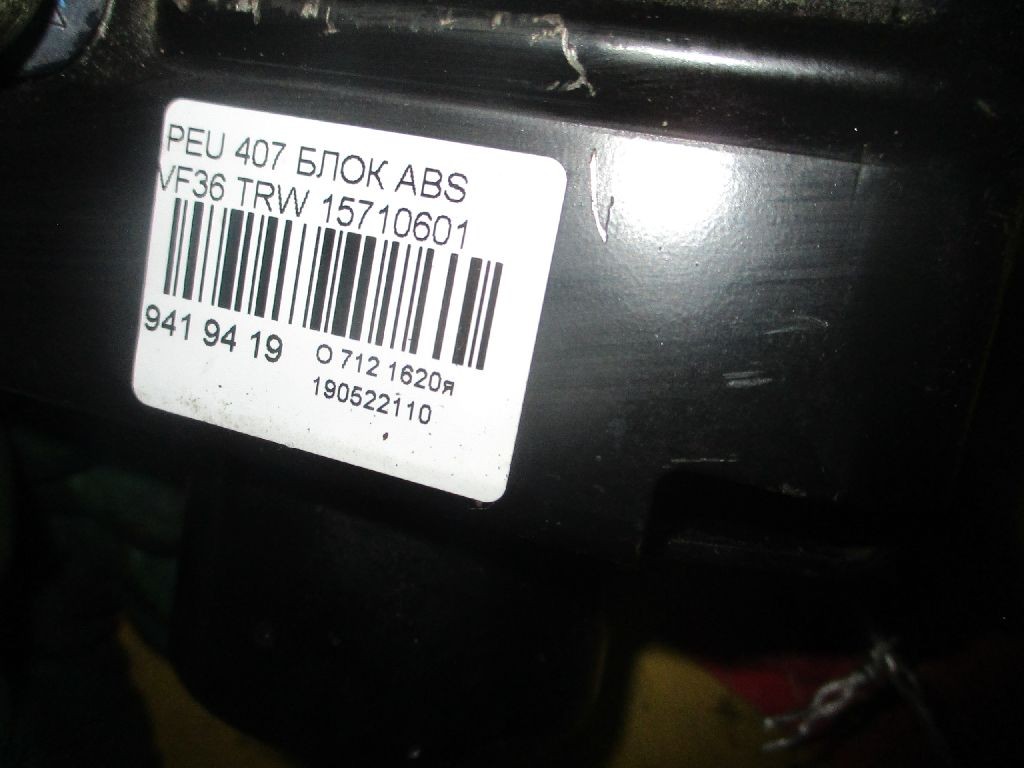 PEU 407 БЛОК ABS
VF36 TRW 15710601
941 94 19
О 712 1620я
190522110